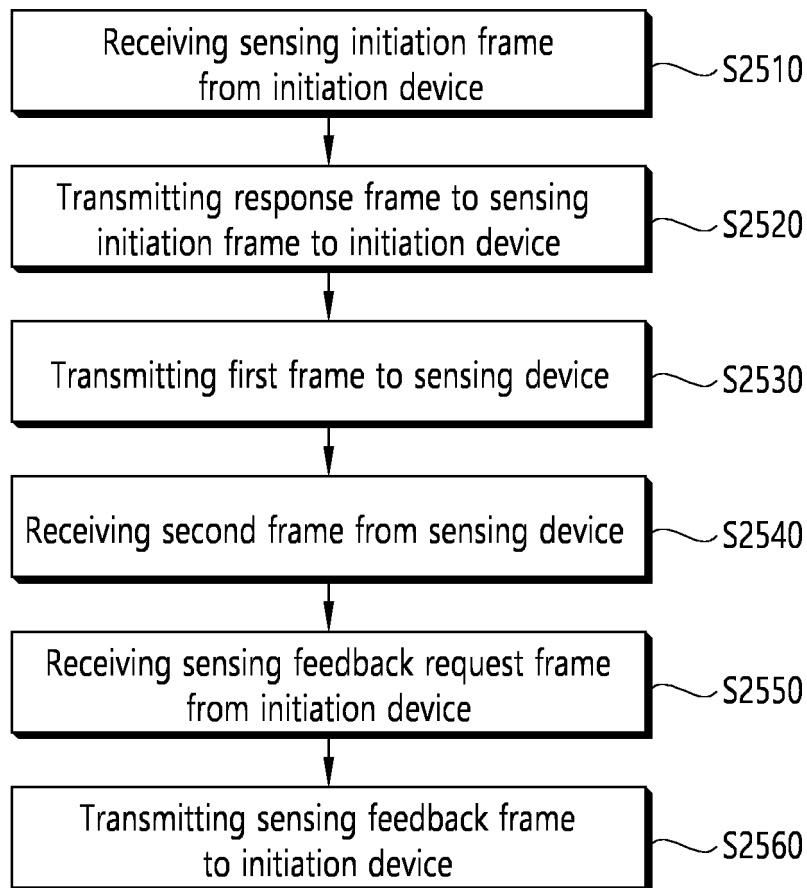 Receiving sensing initiation frame
from initiation device
S2510
Transmitting response frame to sensing
initiation frame to initiation device
S2520
Transmitting first frame to sensing device
S2530
Receiving second frame from sensing device
S2540
Receiving sensing feedback request frame
from initiation device
S2550
Transmitting sensing feedback frame
to initiation device
S2560